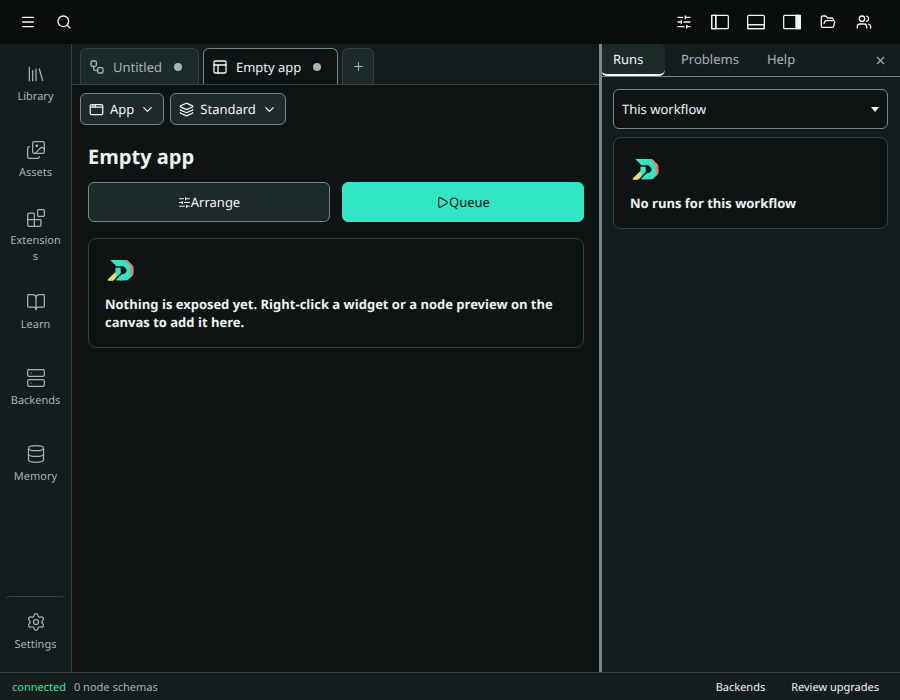 Untitled
Empty app
Runs
Problems
Help
Library
Assets
Extension
s
Learn
Backends
Memory
Settings
App
Standard
Empty app
Arrange
Queue
Nothing is exposed yet. Right-click a widget or a node preview on the
canvas to add it here.
This workflow
No runs for this workflow
connected
0 node schemas
Backends
Review upgrades